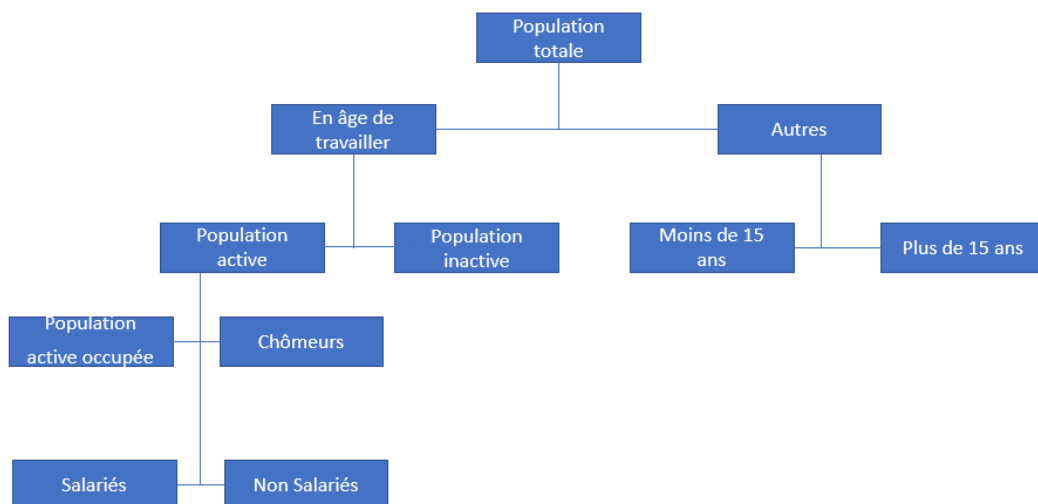 Population
totale
En âge de
travailler
Autres
Population
active
Population
inactive
Moins de 15
ans
Plus de 15 ans
Population
active occupée
Chômeurs
Salariés
Non Salariés